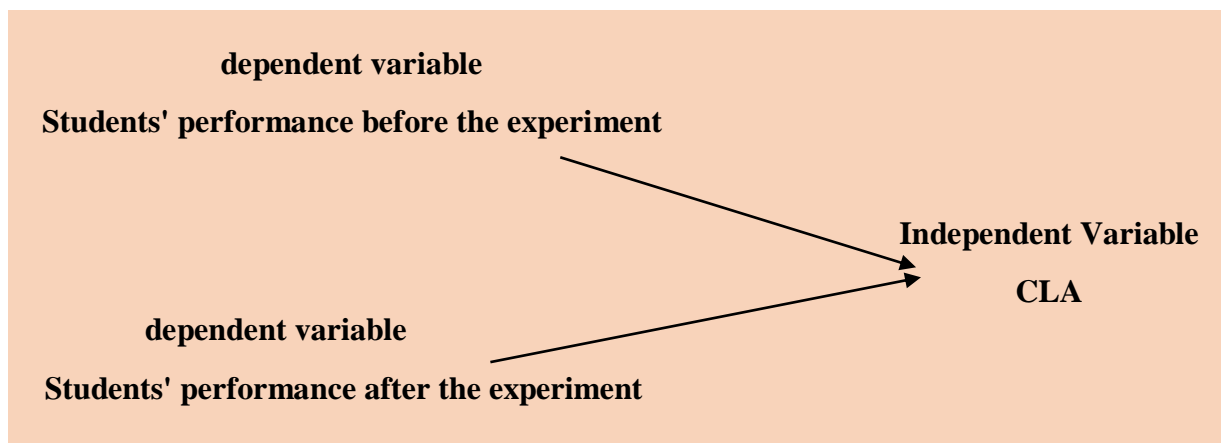 dependent variable
Students' performance before the experiment
Independent Variable
CLA
dependent variable
Students' performance after the experiment